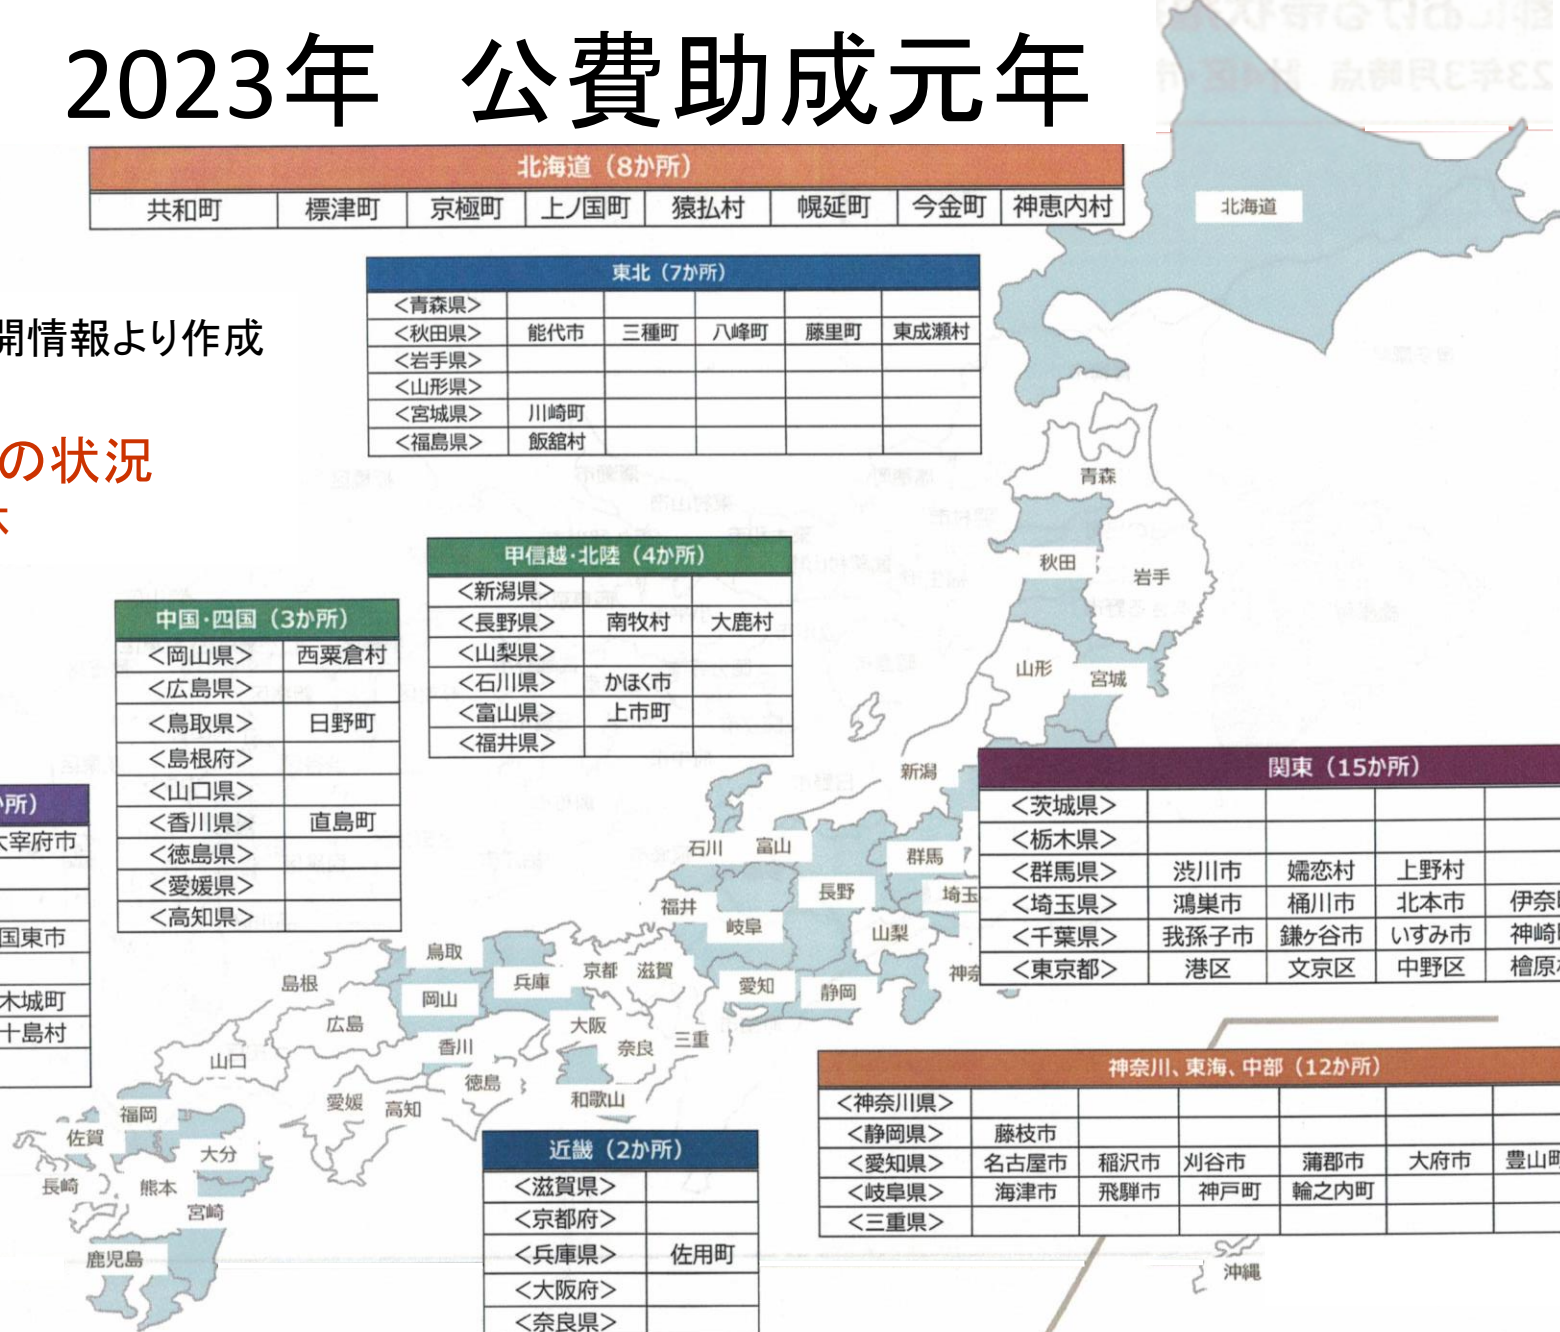 2023年　公費助成元年
北海道（8か所）
共和町 標津町 京極町 上ノ国町 猿払村 幌延町 今金町 神恵内村
開情報より作成
の状況
東北（7か所）
<青森県>
<秋田県> 能代市 三種町 八峰町 藤里町 東成瀬村
<岩手県>
<山形県>
<宮城県> 川崎町
<福島県> 飯舘村
甲信越・北陸（4か所）
<新潟県>
<長野県> 南牧村 大鹿村
<山梨県>
<石川県> かほく市
<富山県> 上市町
<福井県>
中国・四国（3か所）
<岡山県> 西粟倉村
<広島県>
<鳥取県> 日野町
<島根府>
<山口県>
<香川県> 直島町
<徳島県>
<愛媛県>
<高知県>
か所）
太宰府市
国東市
木城町
十島村
関東（15か所）
<茨城県>
<栃木県>
<群馬県> 渋川市 嬬恋村 上野村
<埼玉県> 鴻巣市 桶川市 北本市 伊奈
<千葉県> 我孫子市 鎌ヶ谷市 いすみ市 神崎
<東京都> 港区 文京区 中野区 檜原
神奈川、東海、中部（12か所）
<神奈川県>
<静岡県> 藤枝市
<愛知県> 名古屋市 稲沢市 刈谷市 蒲郡市 大府市 豊山町
<岐阜県> 海津市 飛騨市 神戸町 輪之内町
<三重県>
近畿（2か所）
<滋賀県>
<京都府>
<兵庫県> 佐用町
<大阪府>
<奈良県>
北海道
青森
秋田
岩手
山形
宮城
新潟
石川
富山
群馬
長野
埼玉
福井
岐阜
山梨
鳥取
京都
滋賀
神奈
島根
兵庫
愛知
静岡
岡山
広島
大阪
三重
奈良
香川
山口
徳島
和歌山
愛媛
高知
福岡
佐賀
大分
長崎
熊本
宮崎
鹿児島
沖縄